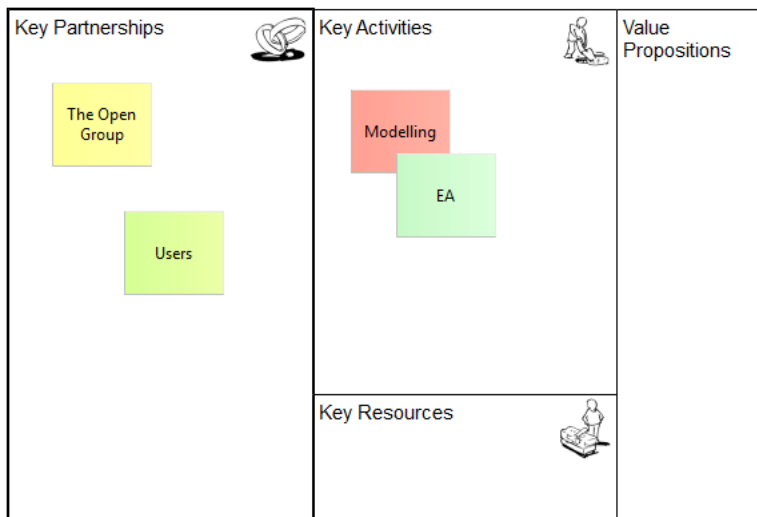 Key Partnerships
The Open
Group
Users
Key Activities
Modelling
EA
Key Resources
Value
Propositions